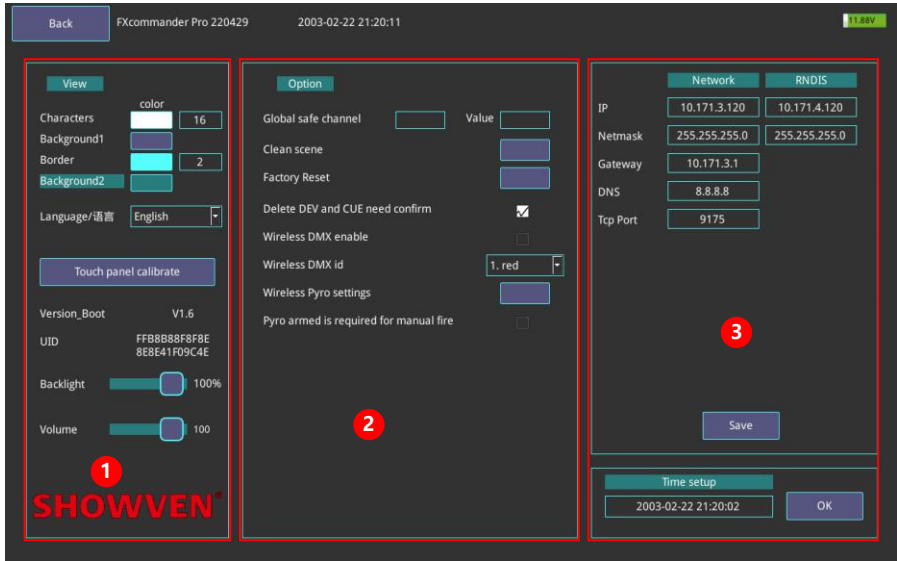 Back FXcommander Pro 220429 2003-02-22 21:20:11 11.88V
View
color
Characters 16
Background1
Border 2
Background2
Language/语言 English
Touch panel calibrate
Version_Boot V1.6
UID FFB8B88F8F8E
8E8E41F09C4E
Backlight 100%
Volume 100
1
SHOWVEN®
Option
Global safe channel Value
Clean scene
Factory Reset
Delete DEV and CUE need confirm
Wireless DMX enable
Wireless DMX id 1. red
Wireless Pyro settings
Pyro armed is required for manual fire
2
Network RNDIS
IP 10.171.3.120 10.171.4.120
Netmask 255.255.255.0 255.255.255.0
Gateway 10.171.3.1
DNS 8.8.8.8
Tcp Port 9175
3
Save
Time setup
2003-02-22 21:20:02 OK